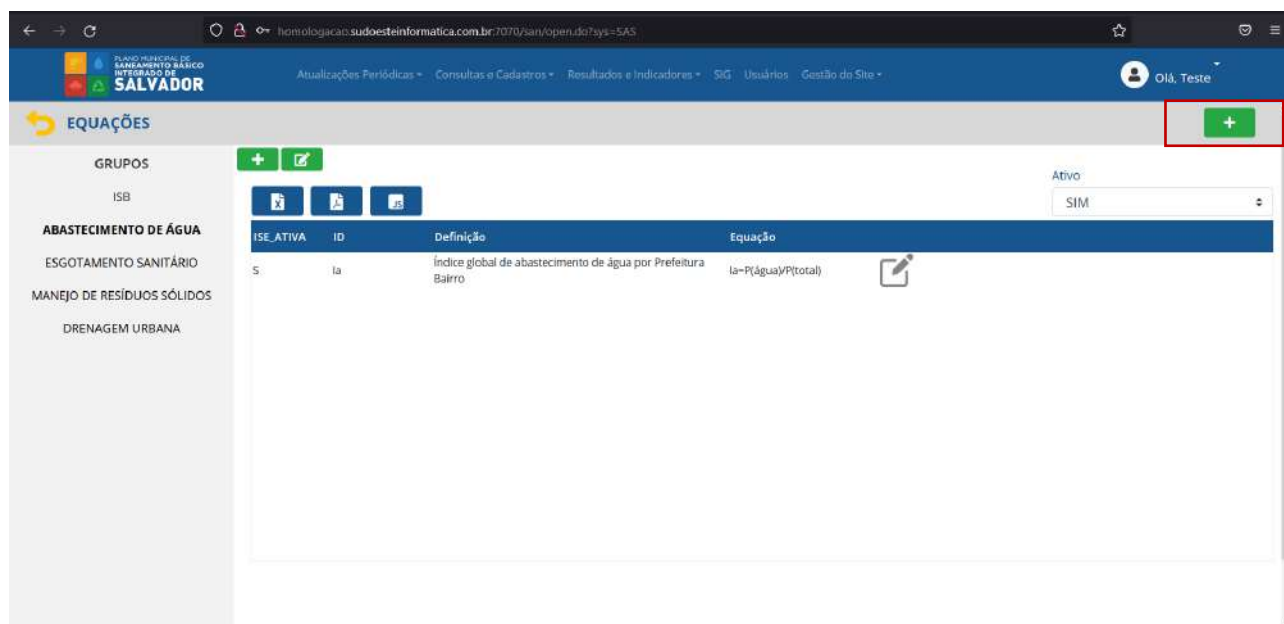 homologacao.sudoesteinformatica.com.br:7070/san/open.do?sys=SAS
PLANO MUNICIPAL DE
SANEAMENTO BÁSICO
INTEGRADO DE
SALVADOR
Atualizações Periódicas Consultas e Cadastros Resultados e Indicadores SIG Usuários Gestão do Site
Olá, Teste
EQUAÇÕES
+
GRUPOS
ISB
ABASTECIMENTO DE ÁGUA
ESGOTAMENTO SANITÁRIO
MANEJO DE RESÍDUOS SÓLIDOS
DRENAGEM URBANA
+
Ativo
SIM
X
JS
ISE_ATIVA ID Definição Equação
S Ia Índice global de abastecimento de água por Prefeitura
Bairro
Ia=P(água)/P(total)